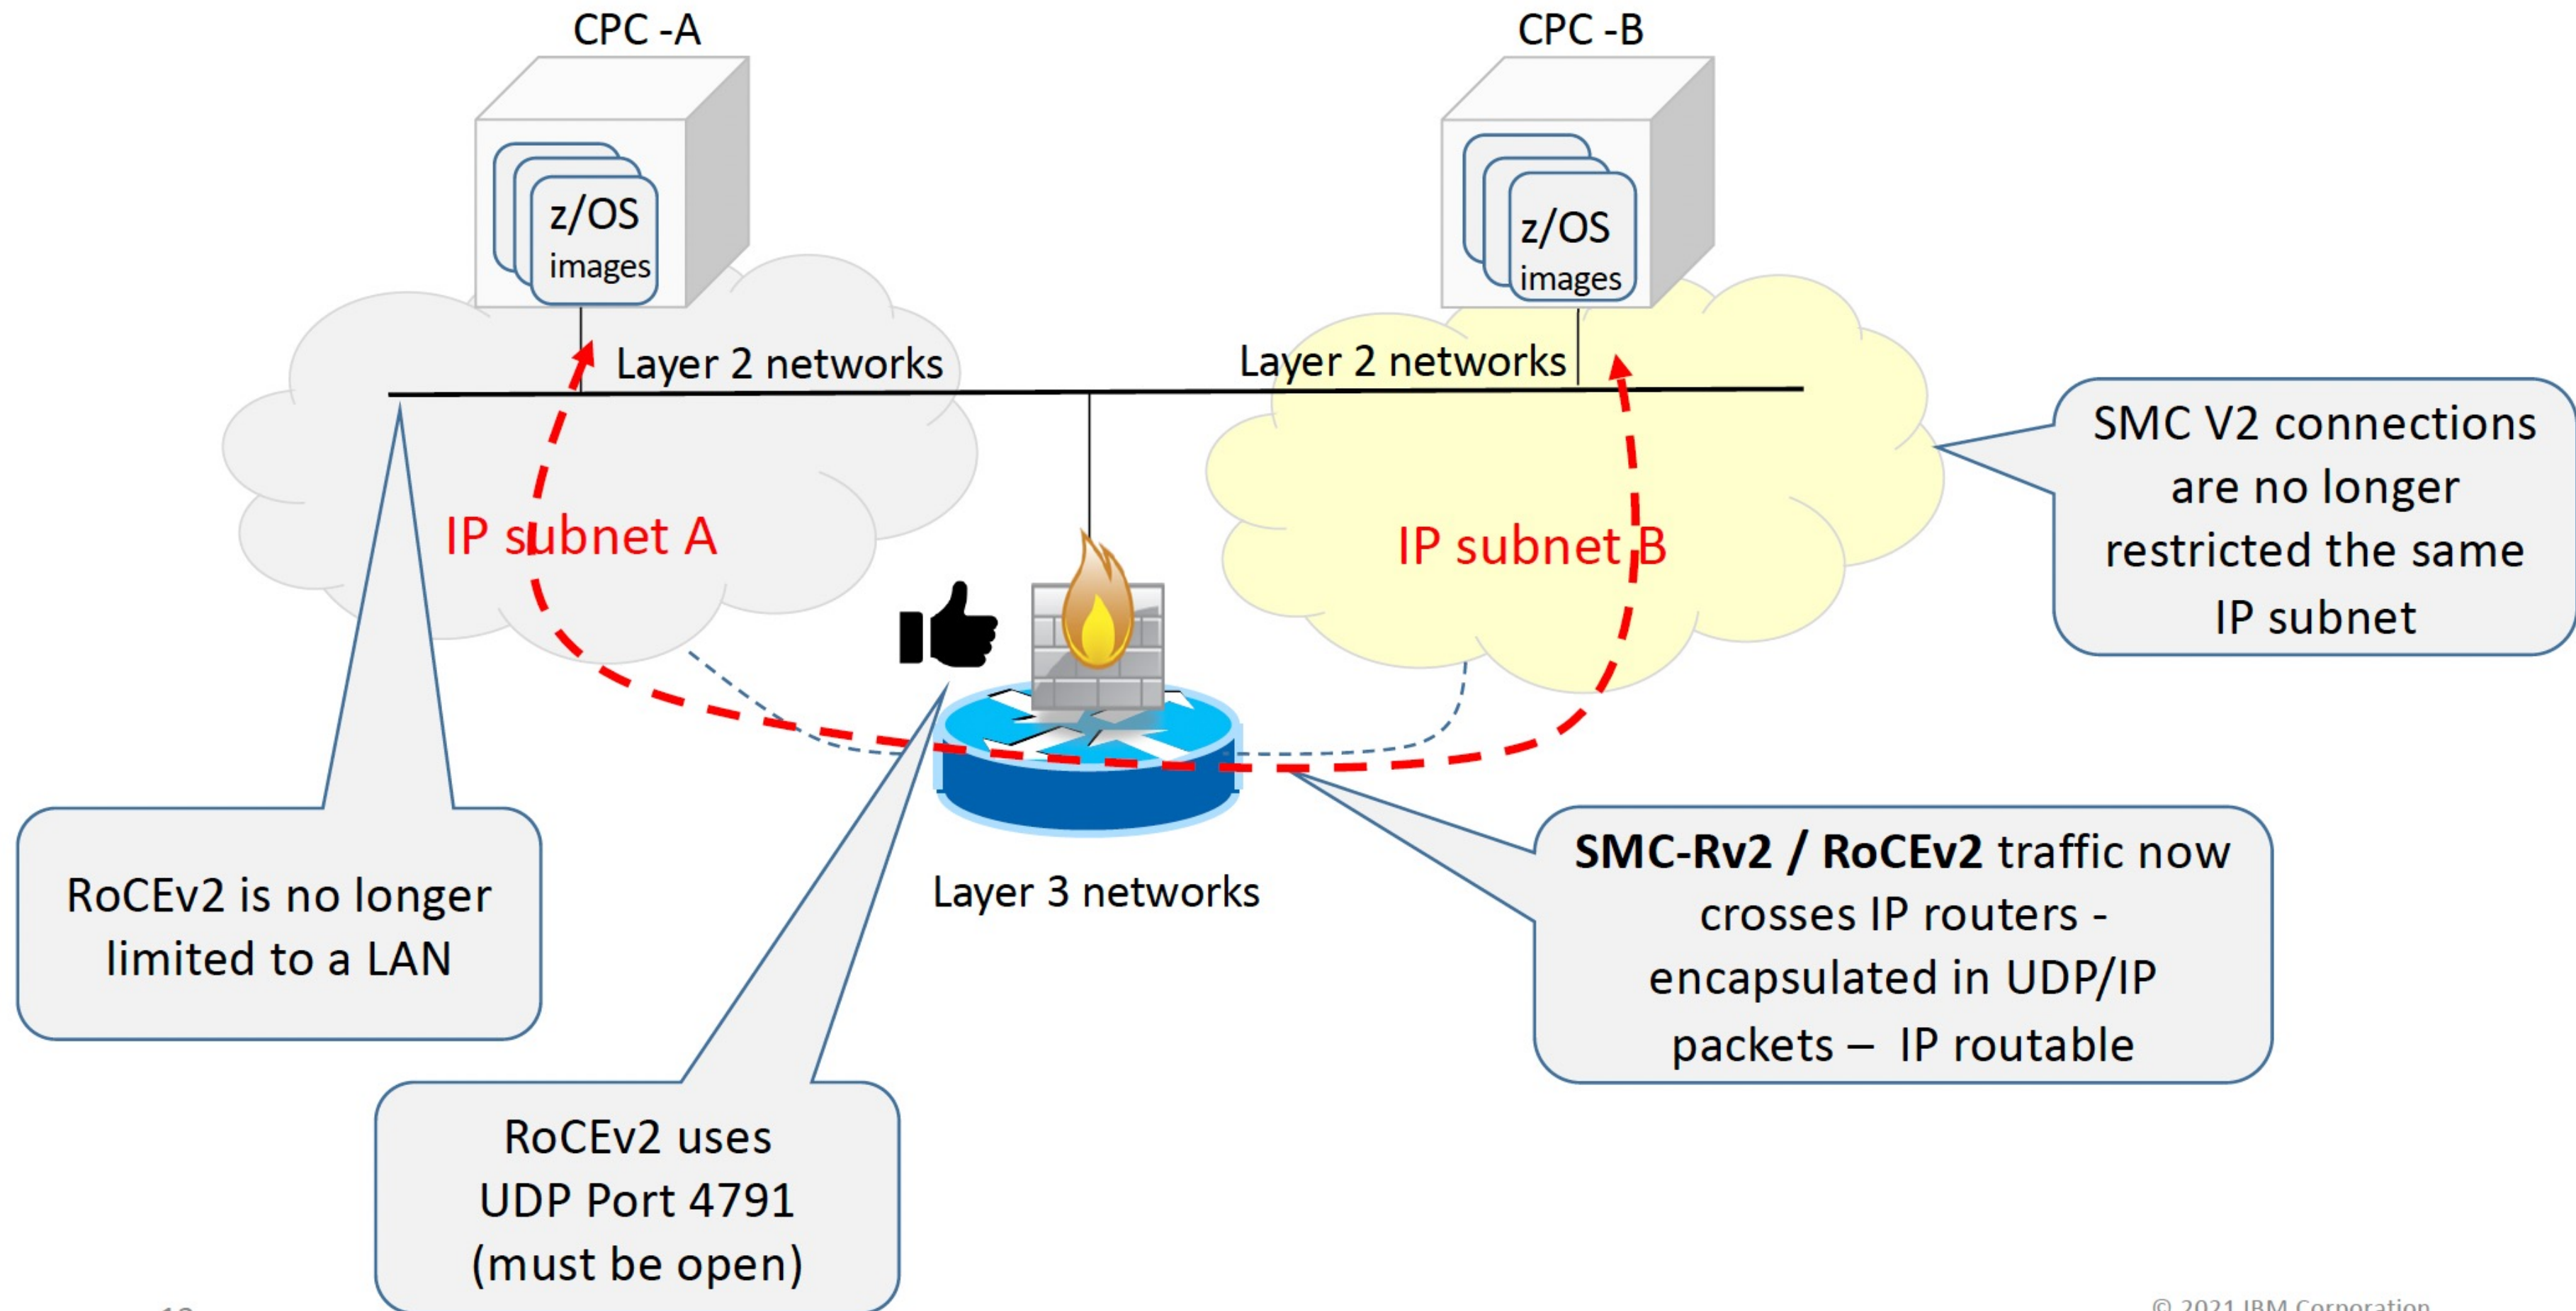 CPC -A
CPC -B
z/OS
images
z/OS
images
Layer 2 networks
Layer 2 networks
SMC V2 connections
are no longer
restricted the same
IP subnet
IP subnet A
IP subnet B
RoCEv2 is no longer
limited to a LAN
Layer 3 networks
SMC-Rv2 / RoCEv2 traffic now
crosses IP routers -
encapsulated in UDP/IP
packets – IP routable
RoCEv2 uses
UDP Port 4791
(must be open)
© 2021 IBM Corporation